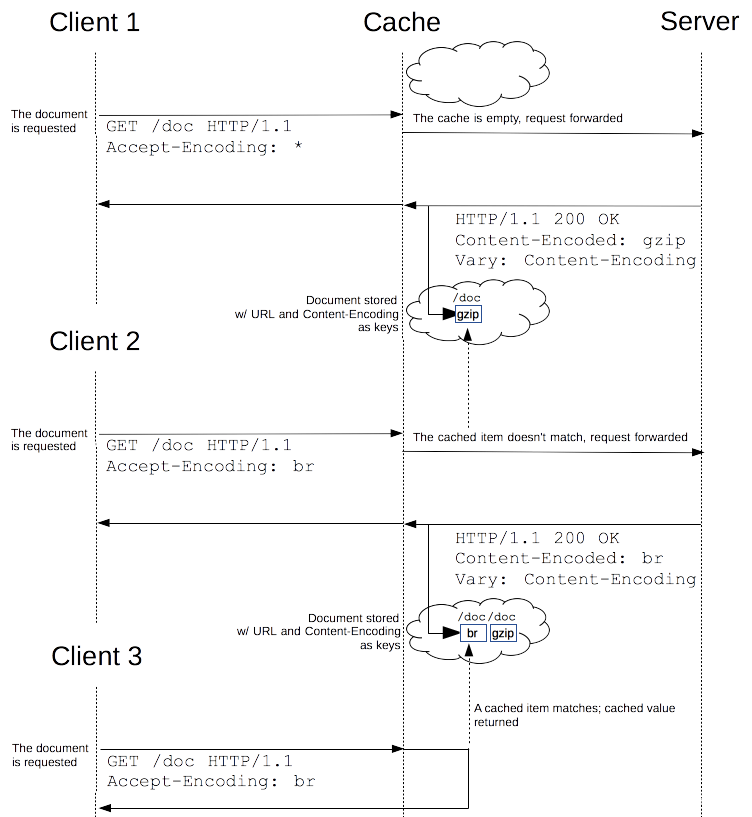 Client 1
Cache
Server
The document
is requested
GET /doc HTTP/1.1
Accept-Encoding: *
The cache is empty, request forwarded
HTTP/1.1 200 OK
Content-Encoded: gzip
Vary: Content-Encoding
Document stored
w/ URL and Content-Encoding
as keys
/doc
gzip
Client 2
The document
is requested
GET /doc HTTP/1.1
Accept-Encoding: br
The cached item doesn't match, request forwarded
HTTP/1.1 200 OK
Content-Encoded: br
Vary: Content-Encoding
Document stored
w/ URL and Content-Encoding
as keys
/doc /doc
br gzip
Client 3
A cached item matches; cached value
returned
The document
is requested
GET /doc HTTP/1.1
Accept-Encoding: br